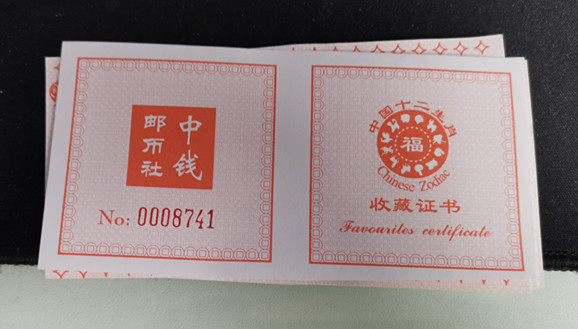 中钱
邮币社
No: 0008741
中国十二生肖
福
Chinese Zodiac
收藏证书
Favourites certificate